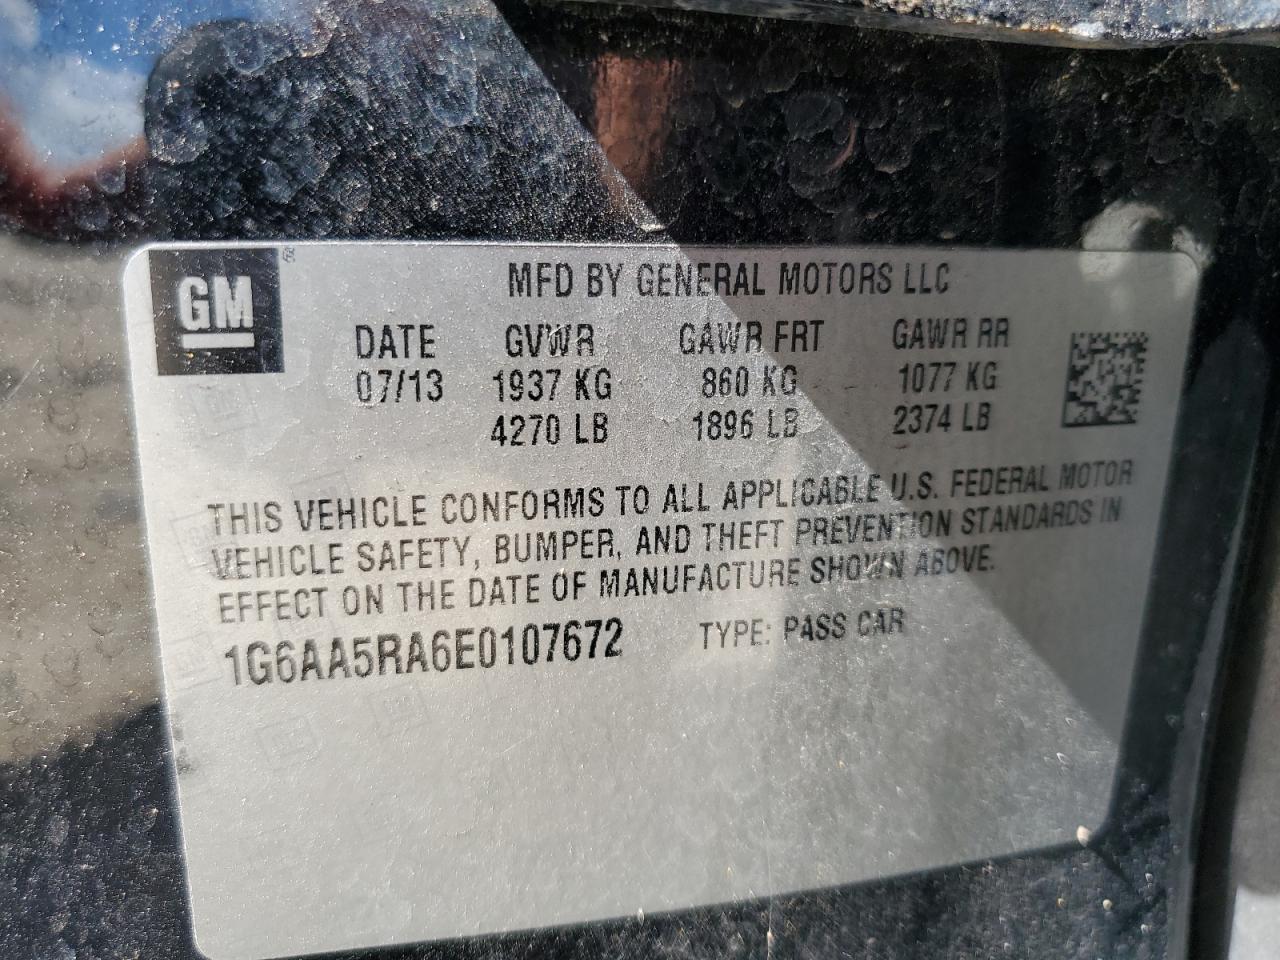 GM
MFD BY GENERAL MOTORS LLC
DATE GVWR GAWR FRT GAWR RR
07/13 1937 KG 860 KG 1077 KG
4270 LB 1896 LB 2374 LB
THIS VEHICLE CONFORMS TO ALL APPLICABLE U.S. FEDERAL MOTOR
VEHICLE SAFETY, BUMPER, AND THEFT PREVENTION STANDARDS IN
EFFECT ON THE DATE OF MANUFACTURE SHOWN ABOVE.
1G6AA5RA6E0107672 TYPE: PASS CAR